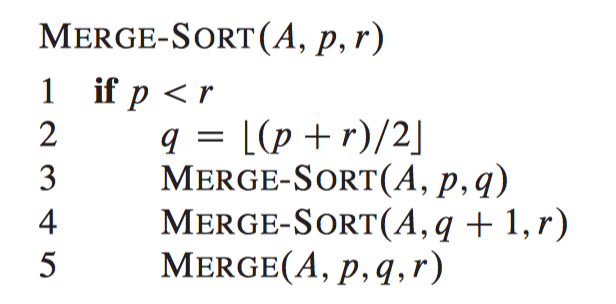 MERGE-SORT(A, p, r)
1 if p < r
2 q = ⌊(p + r)/2⌋
3 MERGE-SORT(A, p, q)
4 MERGE-SORT(A, q + 1, r)
5 MERGE(A, p, q, r)